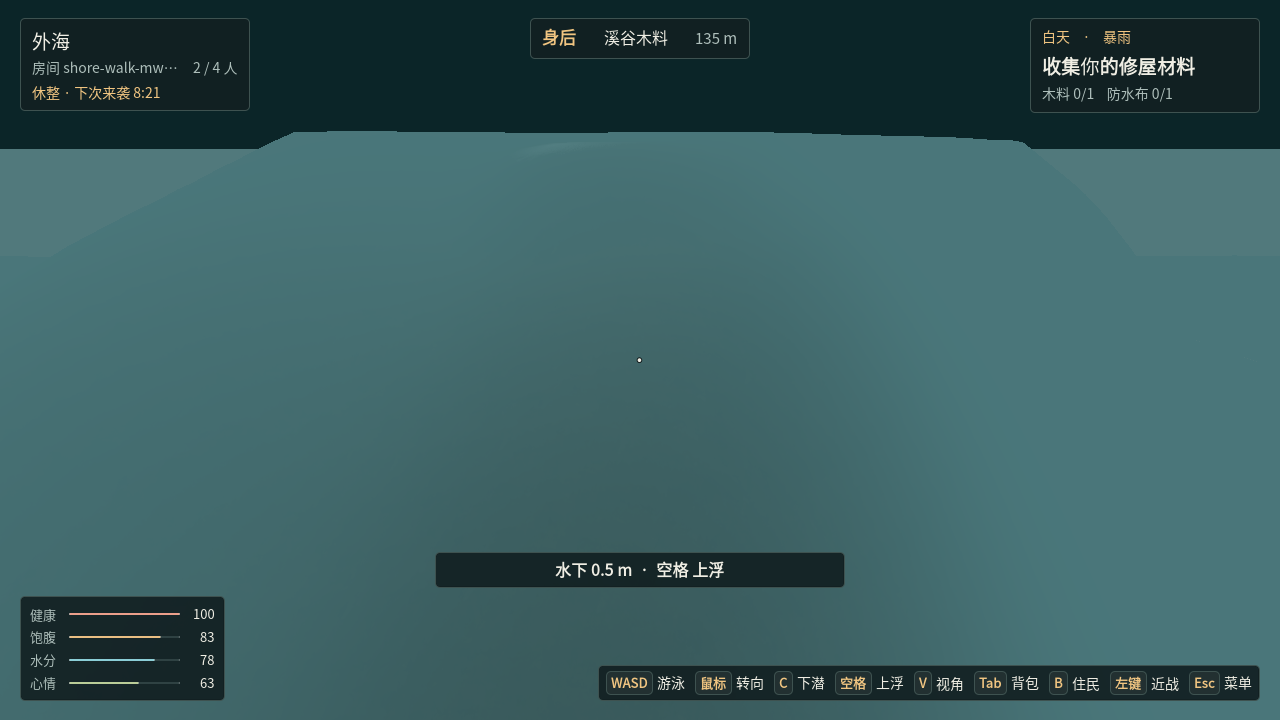 外海
房间 shore-walk-mw… 2 / 4 人
休整 · 下次来袭 8:21
身后 溪谷木料 135 m
白天 · 暴雨
收集你的修屋材料
木料 0/1 防水布 0/1
水下 0.5 m · 空格 上浮
健康 100
饱腹 83
水分 78
心情 63
WASD 游泳 鼠标 转向 C 下潜 空格 上浮 V 视角 Tab 背包 B 住民 左键 近战 Esc 菜单